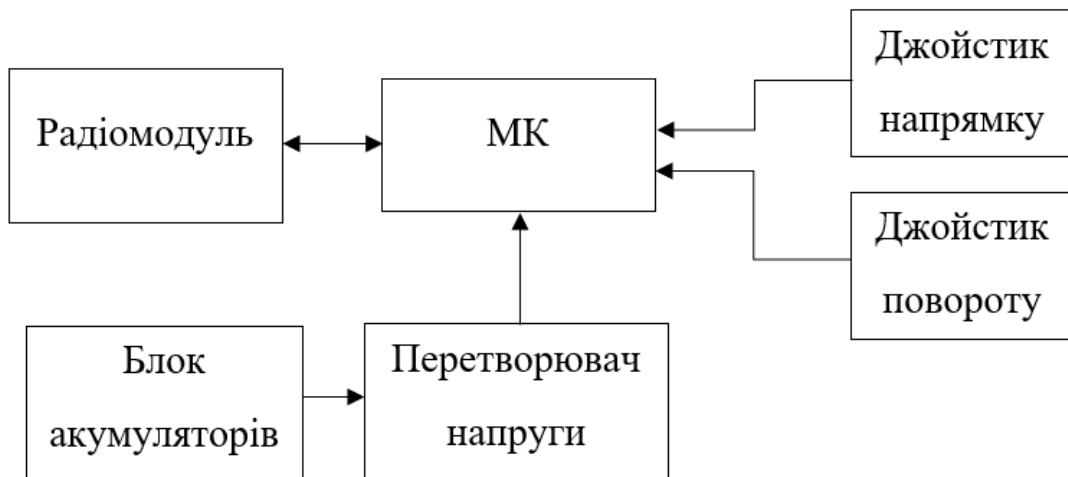 Радіомодуль
МК
Джойстик
напрямку
Джойстик
повороту
Блок
акумуляторів
Перетворювач
напруги